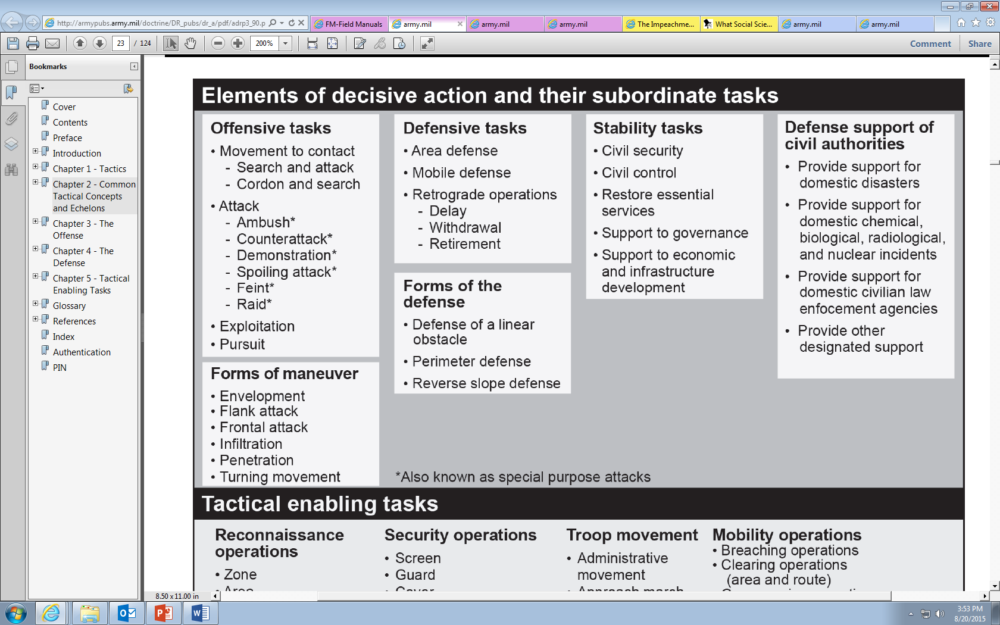 http://armypubs.army.mil/doctrine/DR_pubs/dr_a/pdf/adrp3_90.p
FM-Field Manuals
army.mil
army.mil
army.mil
The Impeachme...
What Social Scie...
army.mil
army.mil
23 / 124
200%
Comment
Share
Bookmarks
Cover
Contents
Preface
Introduction
Chapter 1 - Tactics
Chapter 2 - Common
Tactical Concepts
and Echelons
Chapter 3 - The
Offense
Chapter 4 - The
Defense
Chapter 5 - Tactical
Enabling Tasks
Glossary
References
Index
Authentication
PIN
Elements of decisive action and their subordinate tasks
Offensive tasks
• Movement to contact
- Search and attack
- Cordon and search
• Attack
- Ambush*
- Counterattack*
- Demonstration*
- Spoiling attack*
- Feint*
- Raid*
• Exploitation
• Pursuit
Forms of maneuver
• Envelopment
• Flank attack
• Frontal attack
• Infiltration
• Penetration
• Turning movement
Defensive tasks
• Area defense
• Mobile defense
• Retrograde operations
- Delay
- Withdrawal
- Retirement
Forms of the
defense
• Defense of a linear
obstacle
• Perimeter defense
• Reverse slope defense
Stability tasks
• Civil security
• Civil control
• Restore essential
services
• Support to governance
• Support to economic
and infrastructure
development
Defense support of
civil authorities
• Provide support for
domestic disasters
• Provide support for
domestic chemical,
biological, radiological,
and nuclear incidents
• Provide support for
domestic civilian law
enfocement agencies
• Provide other
designated support
*Also known as special purpose attacks
Tactical enabling tasks
Reconnaissance
operations
• Zone
• Area
Security operations
• Screen
• Guard
• Cover
Troop movement
• Administrative
movement
• Approach march
Mobility operations
• Breaching operations
• Clearing operations
(area and route)
8.50 x 11.00 in
3:53 PM
8/20/2015